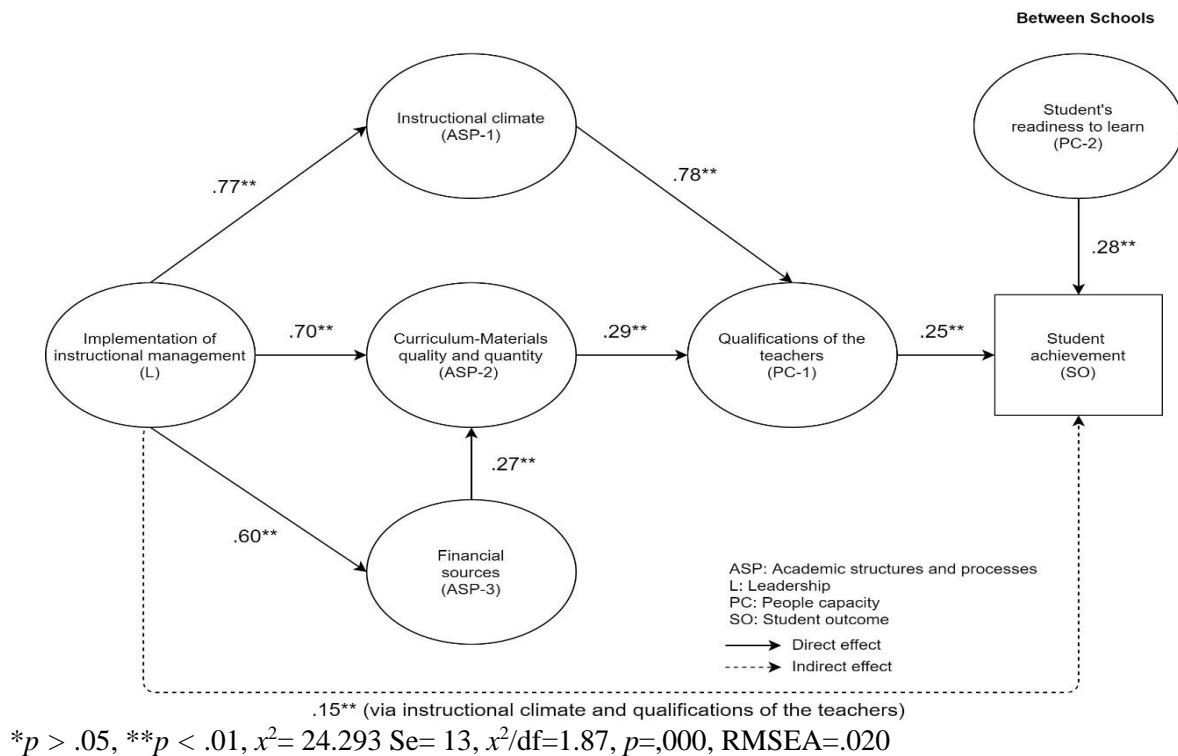 Between Schools
Instructional climate
(ASP-1)
Student's
readiness to learn
(PC-2)
.77**
.78**
.28**
Implementation of
instructional management
(L)
.70**
Curriculum-Materials
quality and quantity
(ASP-2)
.29**
Qualifications of the
teachers
(PC-1)
.25**
Student
achievement
(SO)
.27**
.60**
Financial
sources
(ASP-3)
ASP: Academic structures and processes
L: Leadership
PC: People capacity
SO: Student outcome
Direct effect
Indirect effect
.15** (via instructional climate and qualifications of the teachers)
*p > .05, **p < .01, x²= 24.293 Se= 13, x²/df=1.87, p=,000, RMSEA=.020